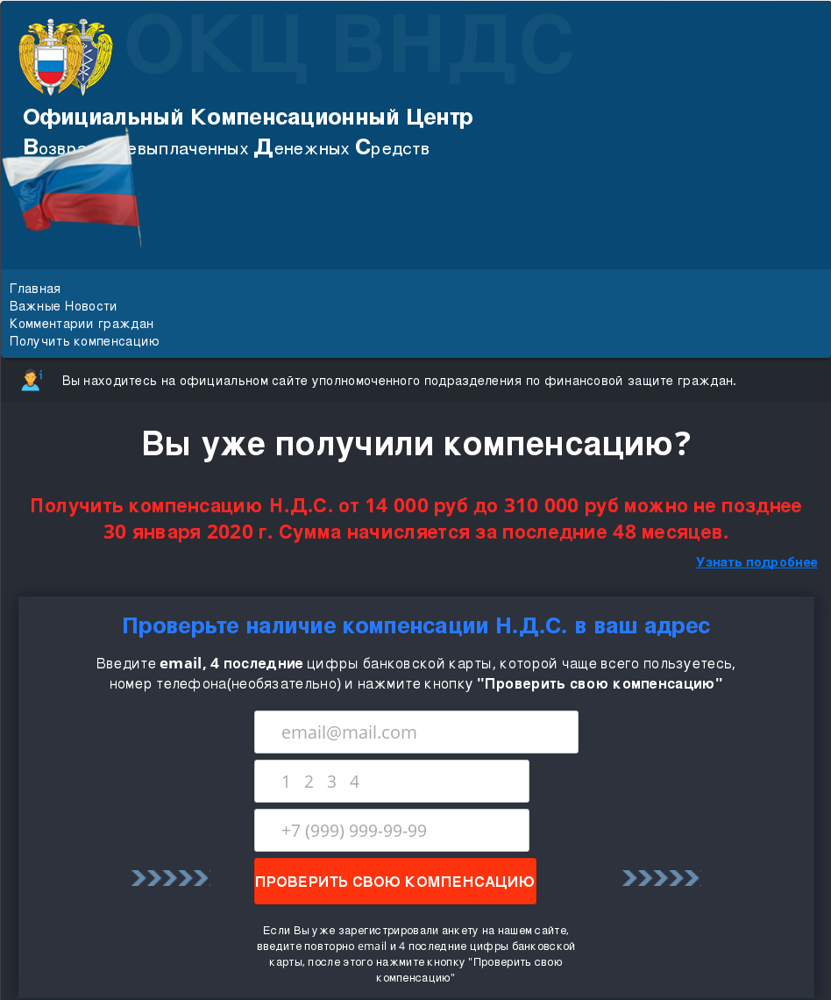 ОКЦ ВНДС
Официальный Компенсационный Центр
Денежных Средств
Главная
Важные Новости
Комментарии граждан
Получить компенсацию
Вы находитесь на официальном сайте уполномоченного подразделения по финансовой защите граждан.
Вы уже получили компенсацию?
Получить компенсацию Н.Д.С. от 14 000 руб до 310 000 руб можно не позднее
30 января 2020 г. Сумма начисляется за последние 48 месяцев.
Узнать подробнее
Проверьте наличие компенсации Н.Д.С. в ваш адрес
Введите email, 4 последние цифры банковской карты, которой чаще всего пользуетесь,
номер телефона(необязательно) и нажмите кнопку "Проверить свою компенсацию"
email@mail.com
1 2 3 4
+7 (999) 999-99-99
ПРОВЕРИТЬ СВОЮ КОМПЕНСАЦИЮ
Если Вы уже зарегистрировали анкету на нашем сайте,
введите повторно email и 4 последние цифры банковской
карты, после этого нажмите кнопку "Проверить свою
компенсацию"